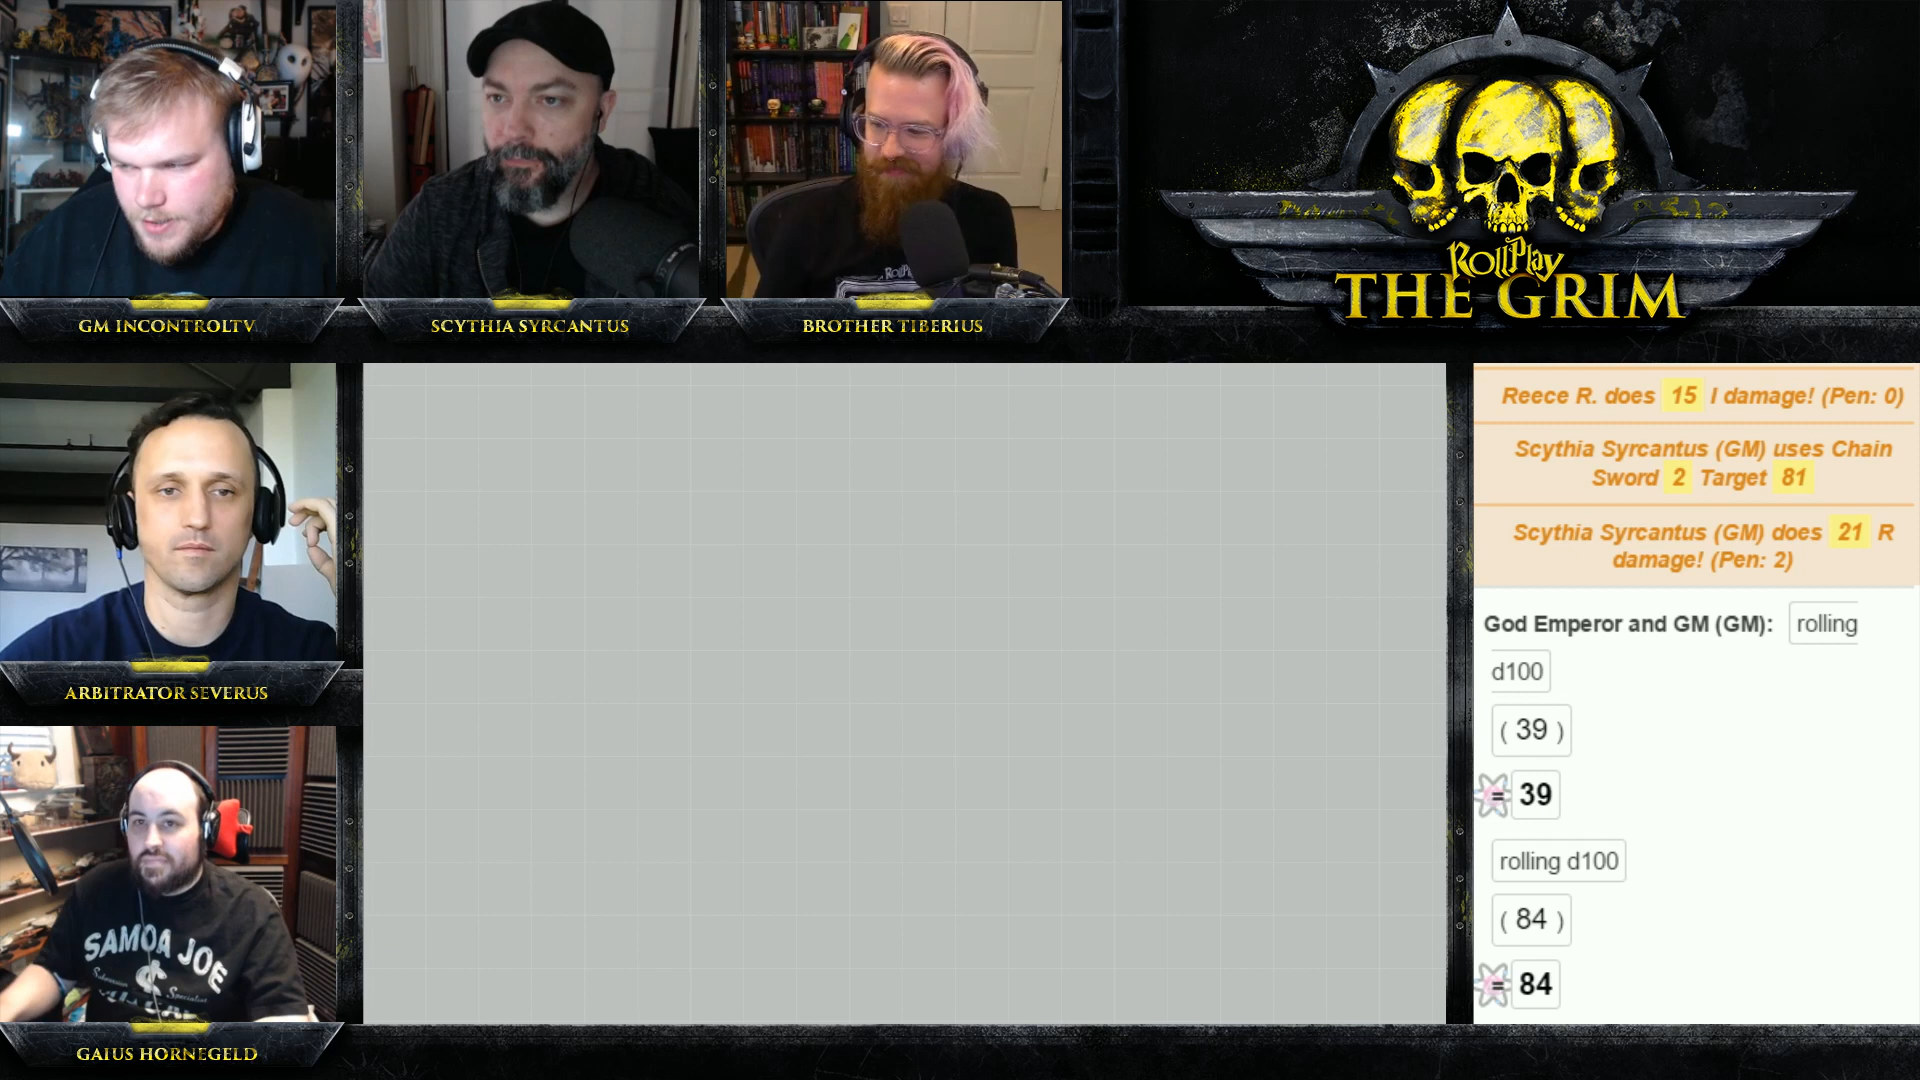 GM INCONTROLTV
SCYTHIA SYRCANTUS
BROTHER TIBERIUS
ROLLPLAY
THE GRIM
ARBITRATOR SEVERUS
SAMOA JOE
Submission
Specialist
GAIUS HORNEGELD
Reece R. does 15 I damage! (Pen: 0)
Scythia Syrcantus (GM) uses Chain
Sword 2 Target 81
Scythia Syrcantus (GM) does 21 R
damage! (Pen: 2)
God Emperor and GM (GM): rolling
d100
( 39 )
= 39
rolling d100
( 84 )
= 84